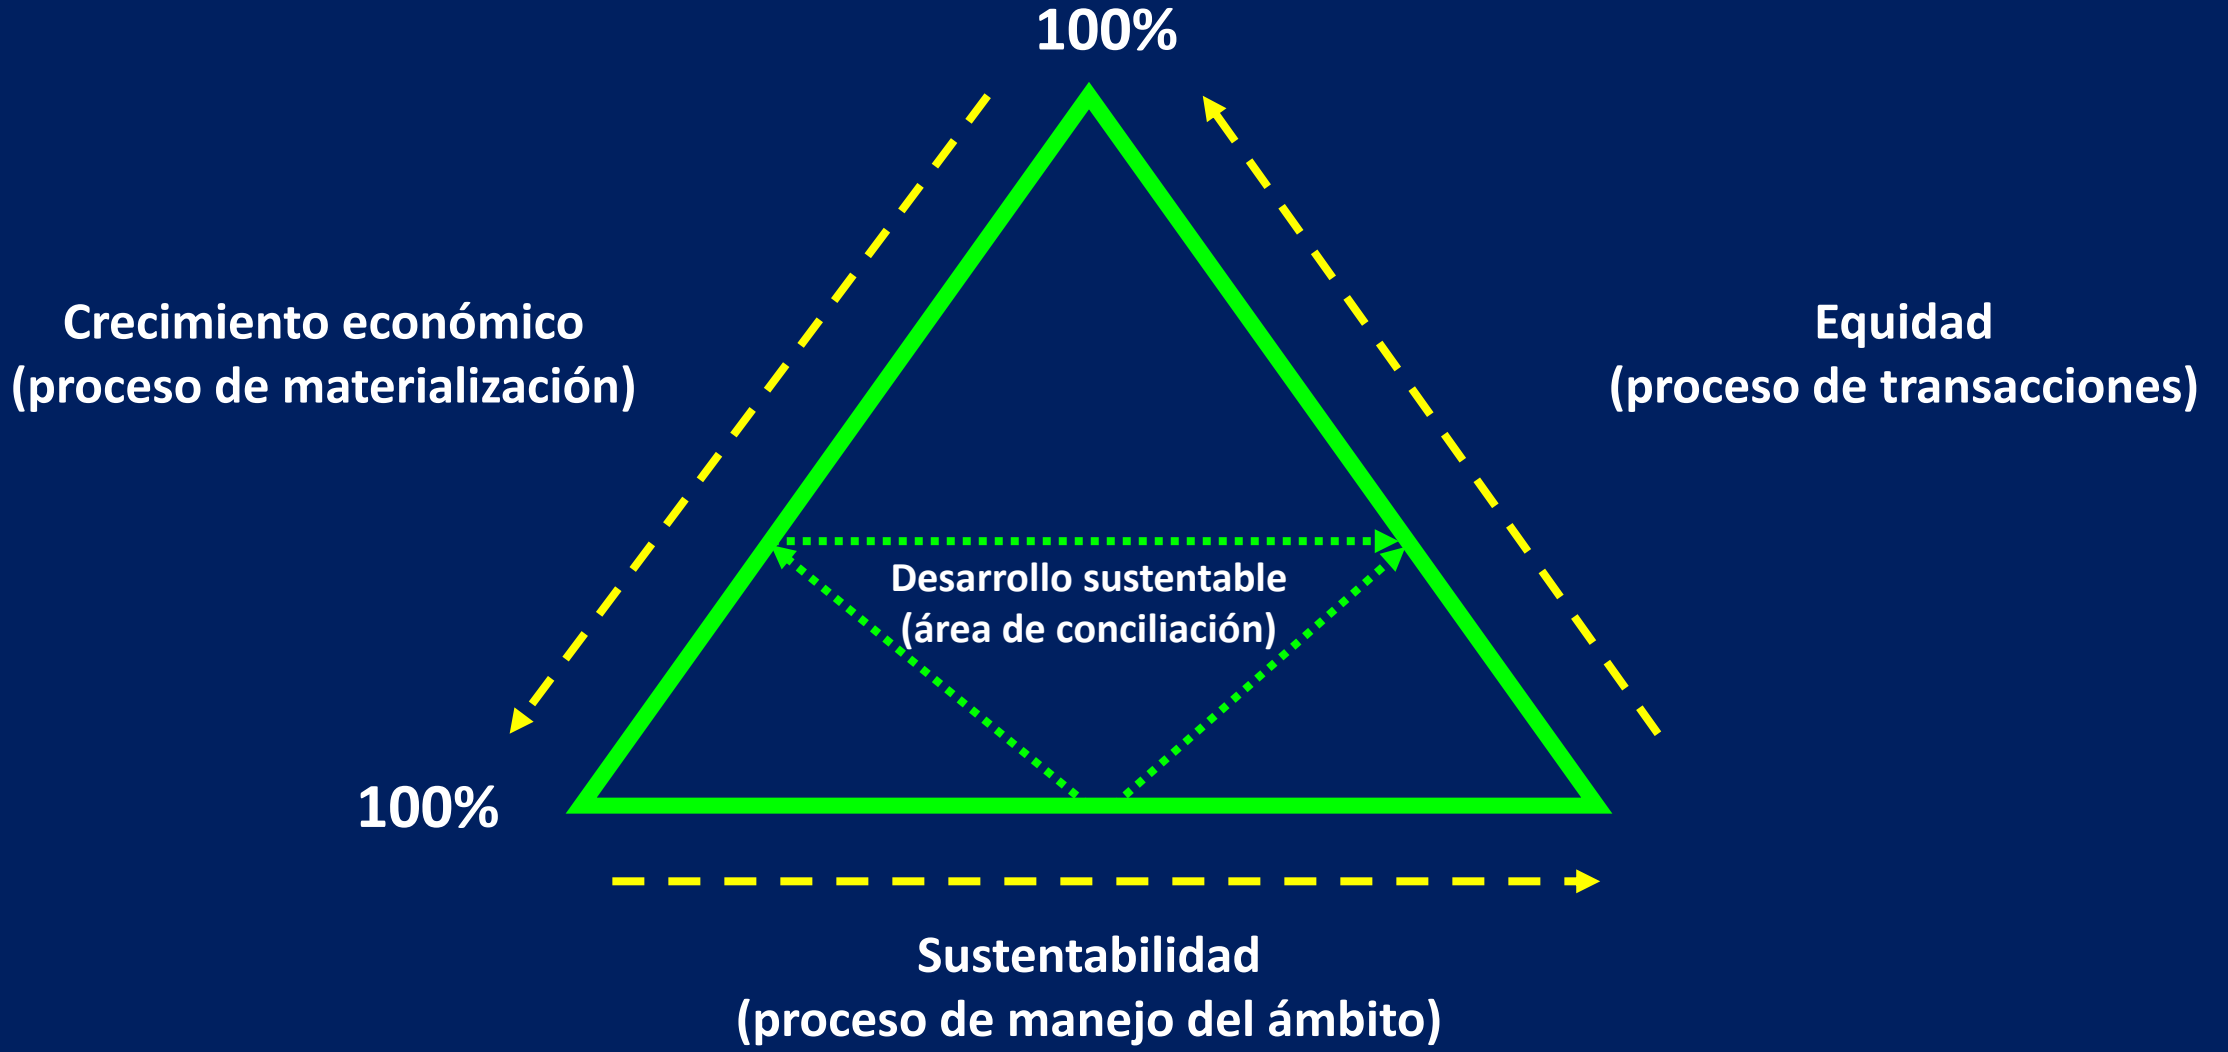 100%
Crecimiento económico
(proceso de materialización)
Equidad
(proceso de transacciones)
Desarrollo sustentable
(área de conciliación)
100%
Sustentabilidad
(proceso de manejo del ámbito)